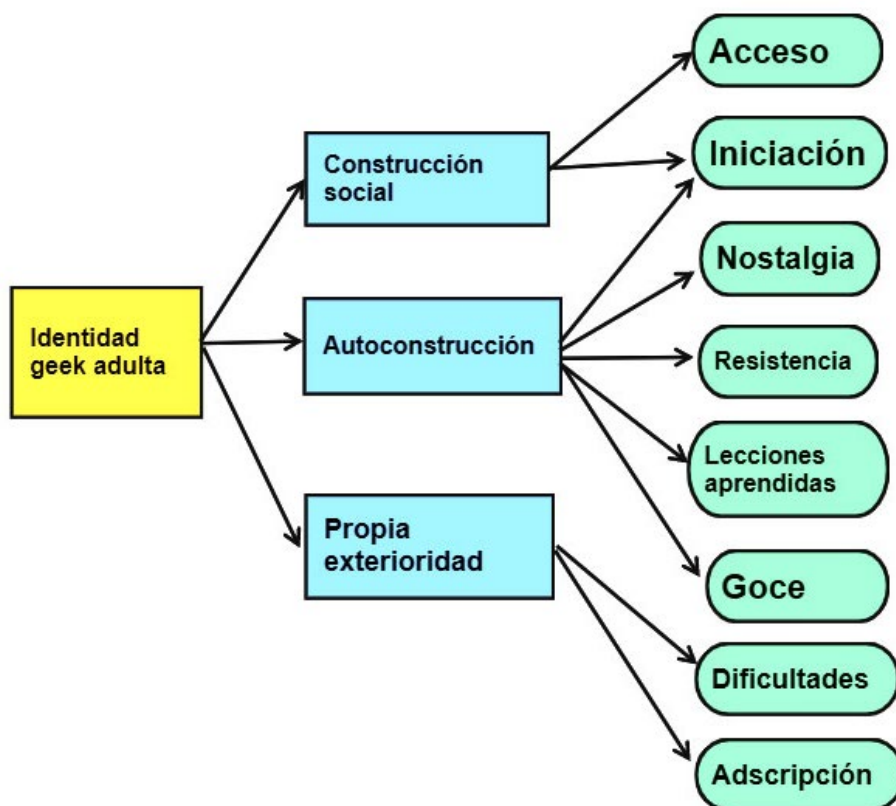 Identidad
geek adulta
Construcción
social
Autoconstrucción
Propia
exterioridad
Acceso
Iniciación
Nostalgia
Resistencia
Lecciones
aprendidas
Goce
Dificultades
Adscripción